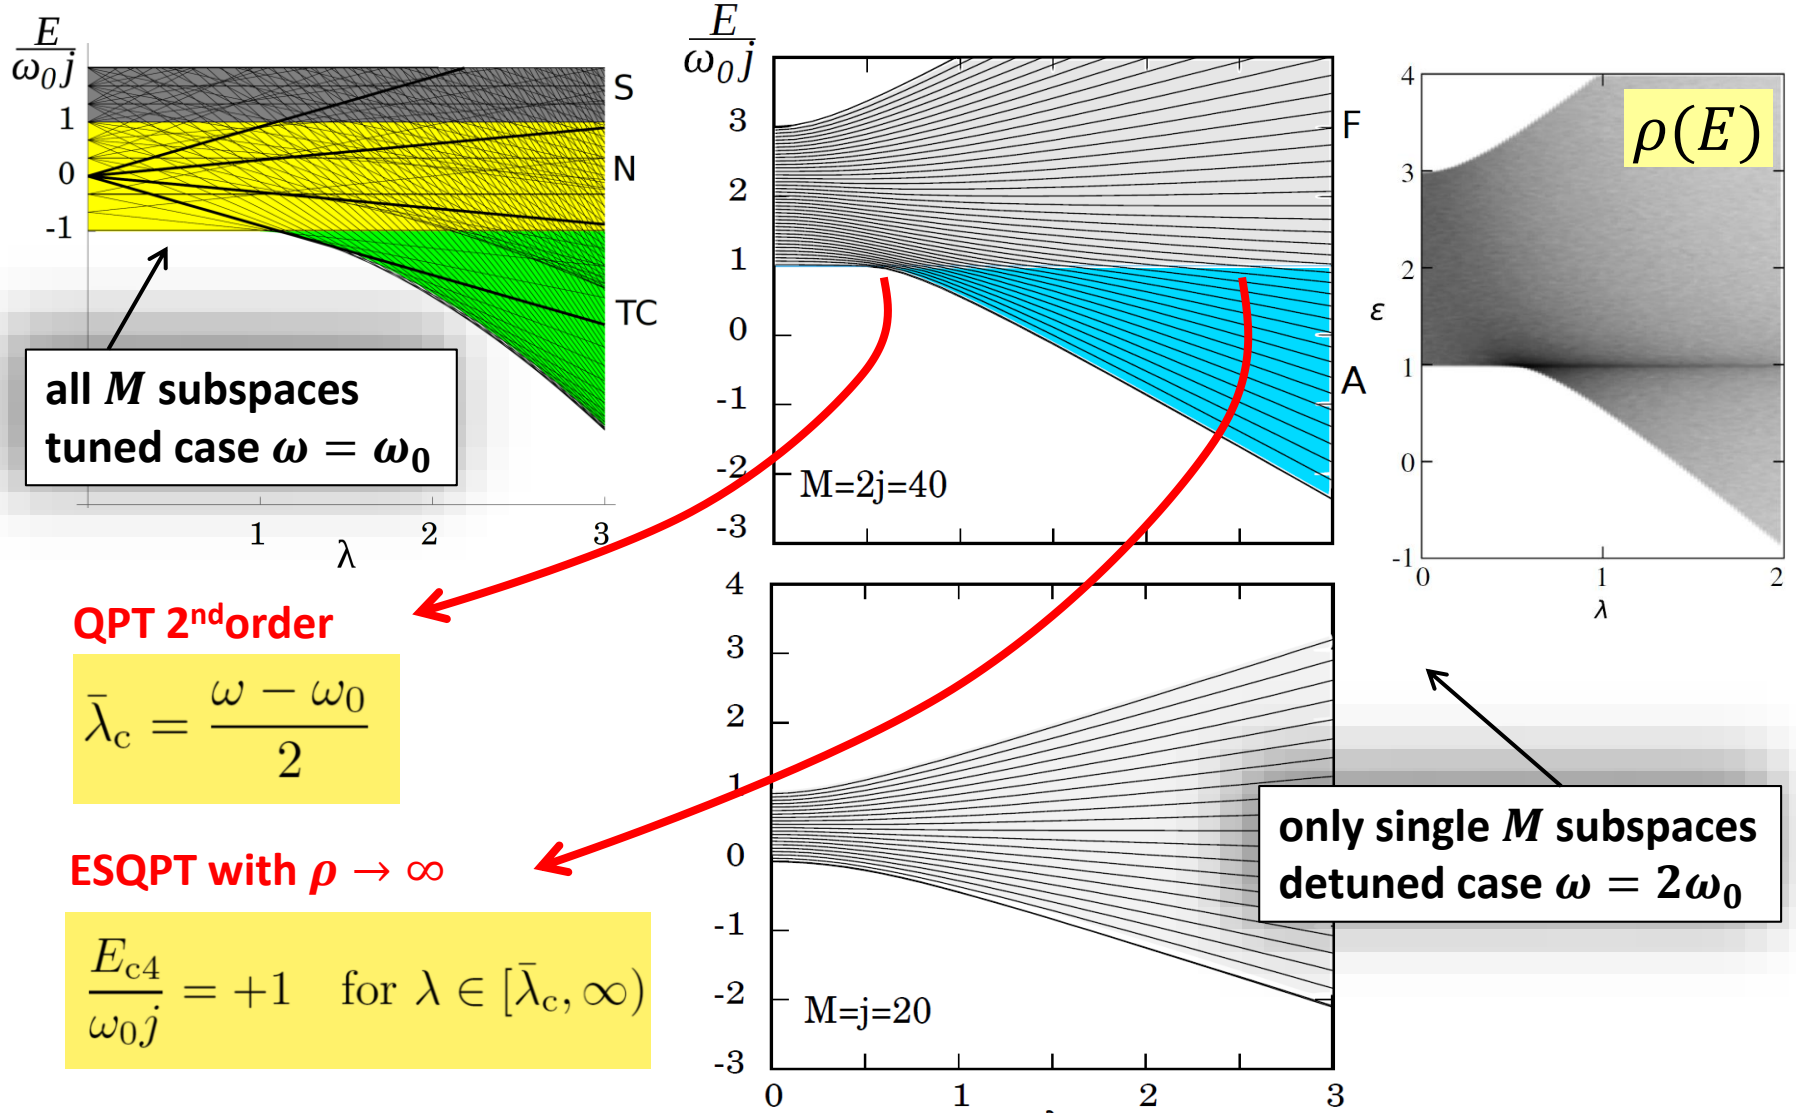 E
ω₀j
1
0
-1
S
N
TC
1
2
3
λ
all M subspaces
tuned case ω = ω₀
E
ω₀j
3
2
1
0
-1
-2
-3
F
A
M=2j=40
4
3
2
1
0
-1
ε
ρ(E)
0
1
2
λ
QPT 2ⁿᵈorder
λ̄c = (ω − ω₀)/2
ESQPT with ρ → ∞
Ec4/ω₀j = +1 for λ ∈ [λ̄c, ∞)
4
3
2
1
0
-1
-2
-3
M=j=20
0
1
2
3
only single M subspaces
detuned case ω = 2ω₀